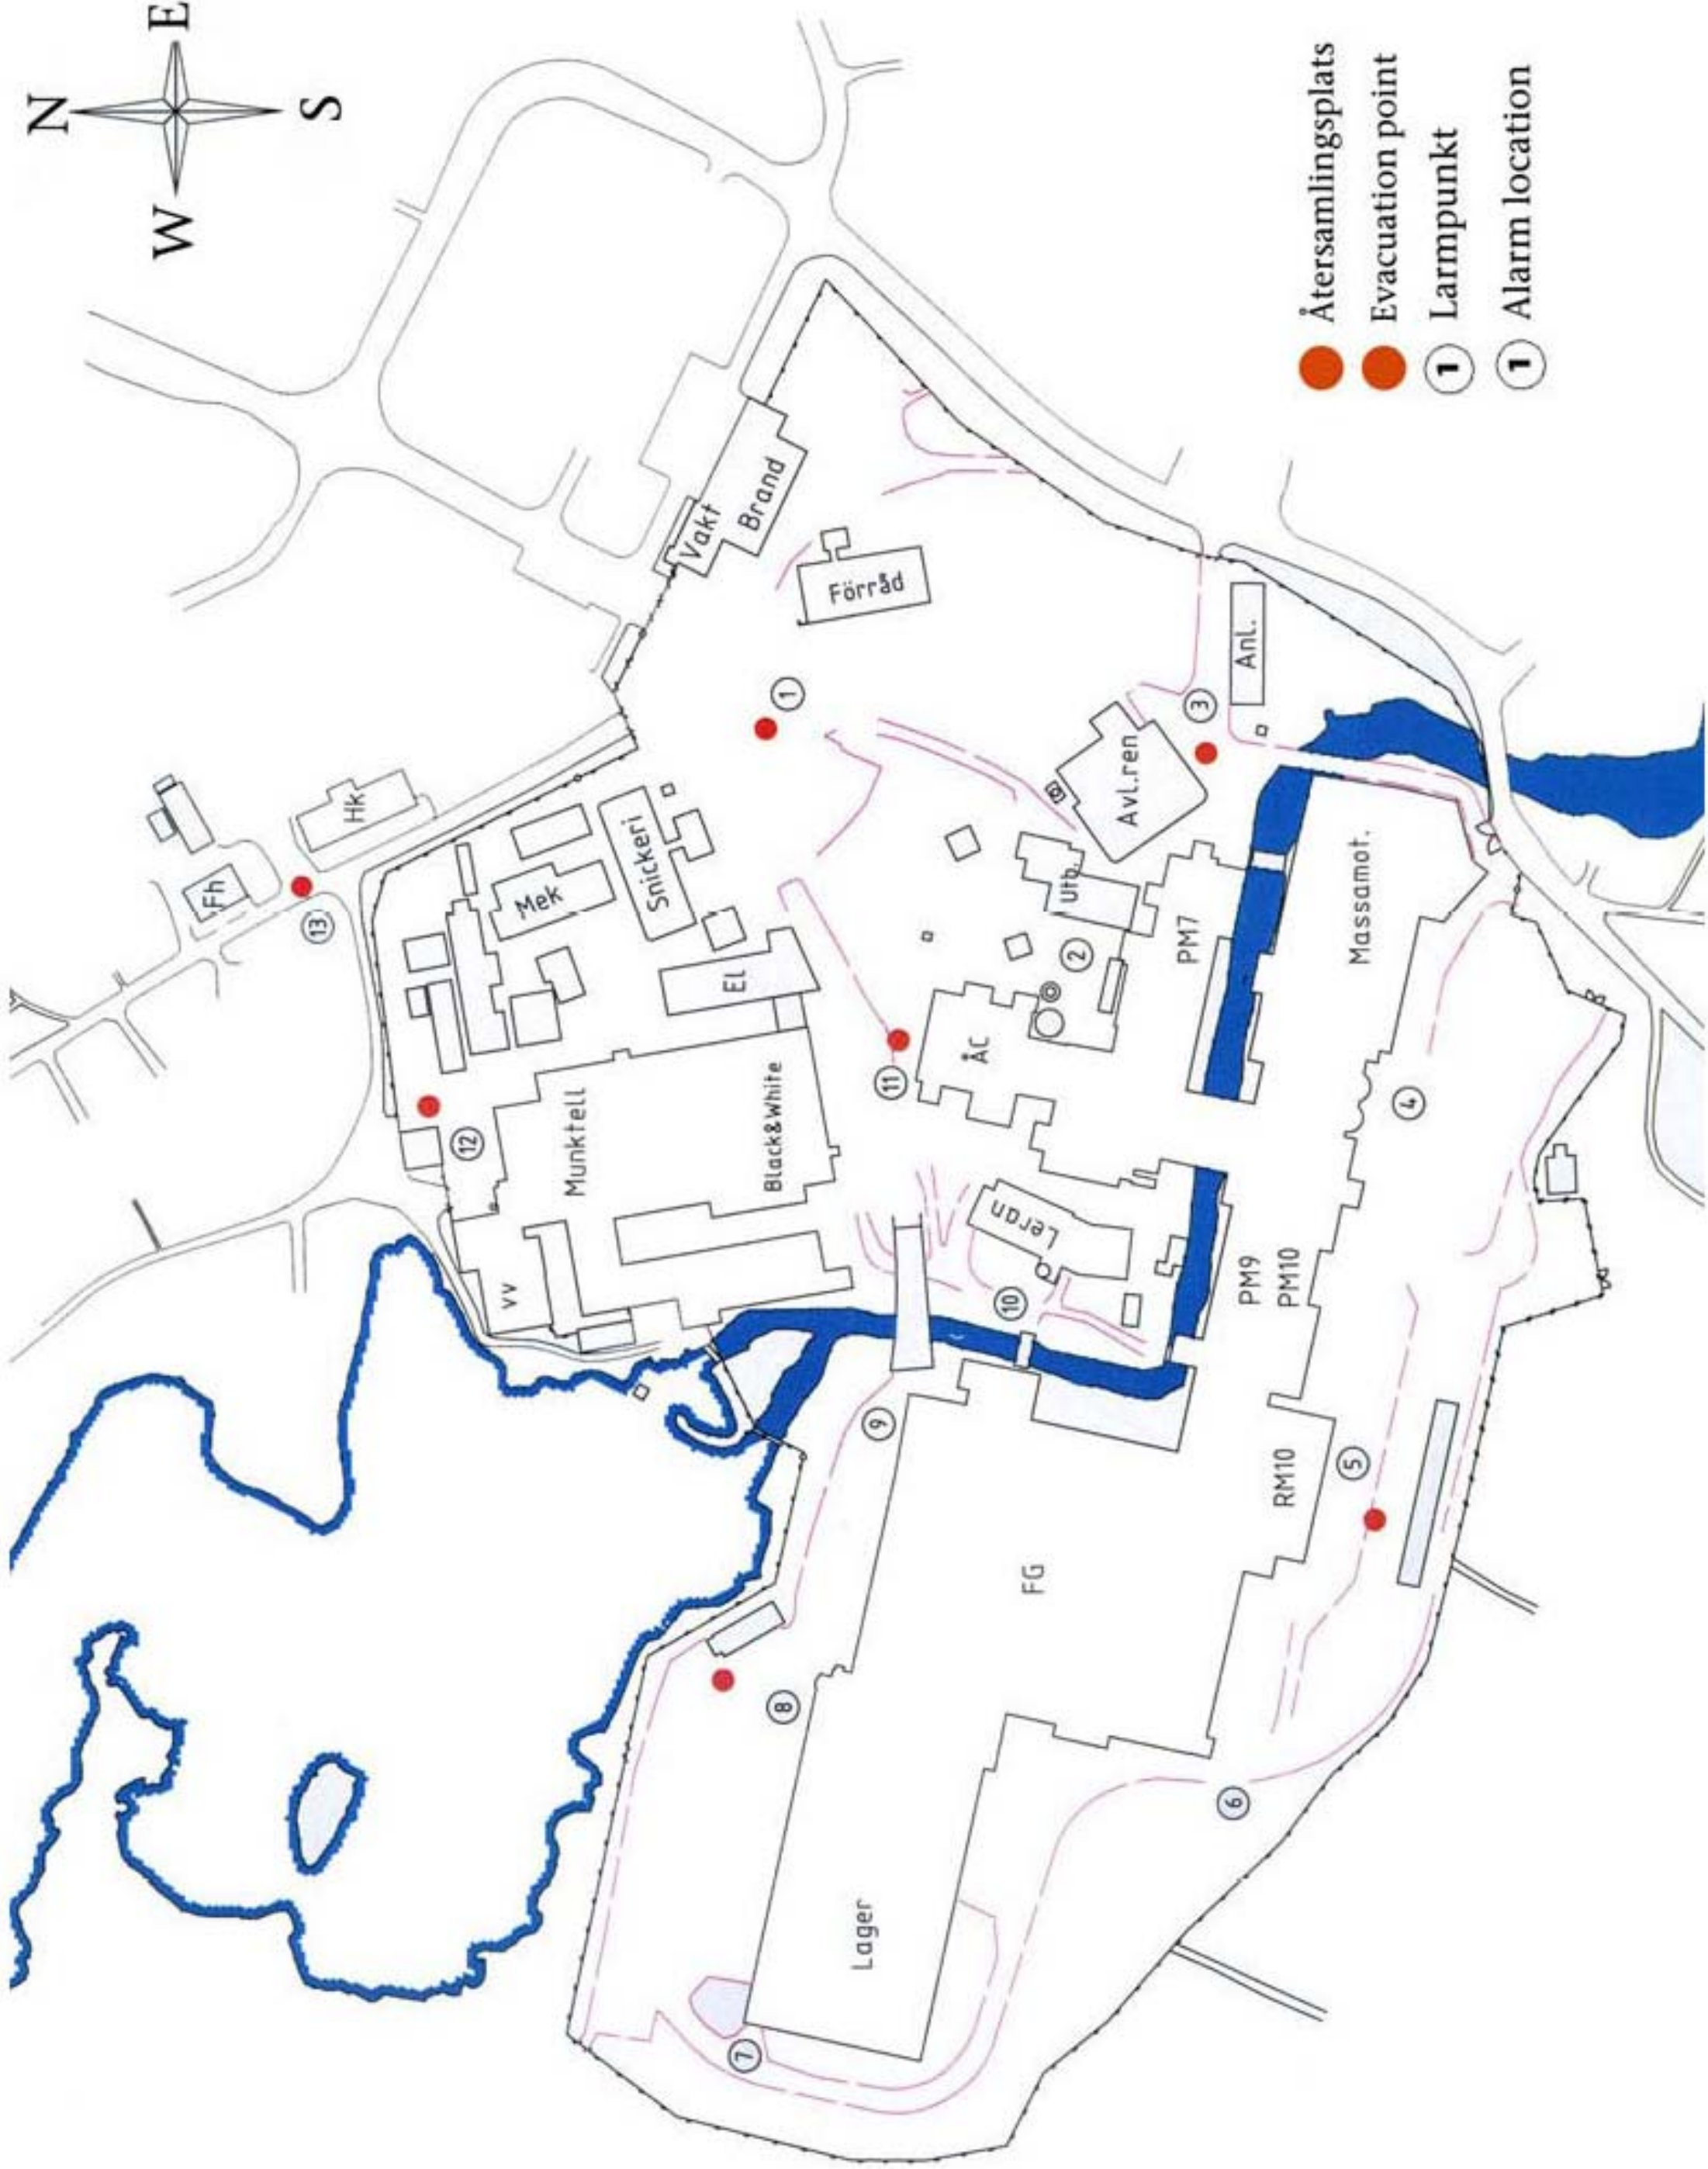 N
W
E
S
Återsamlingsplats
Evacuation point
1 Larmpunkt
1 Alarm location
Fh
13
Hk
12
Mek
Snickeri
Vakt
Brand
Förråd
1
VV
Munktell
Black&White
El
11
ÅC
2
Utb.
Avl.ren
3
Anl.
PM7
Massamot.
4
Leran
10
PM9
PM10
9
8
FG
RM10
5
Lager
7
6